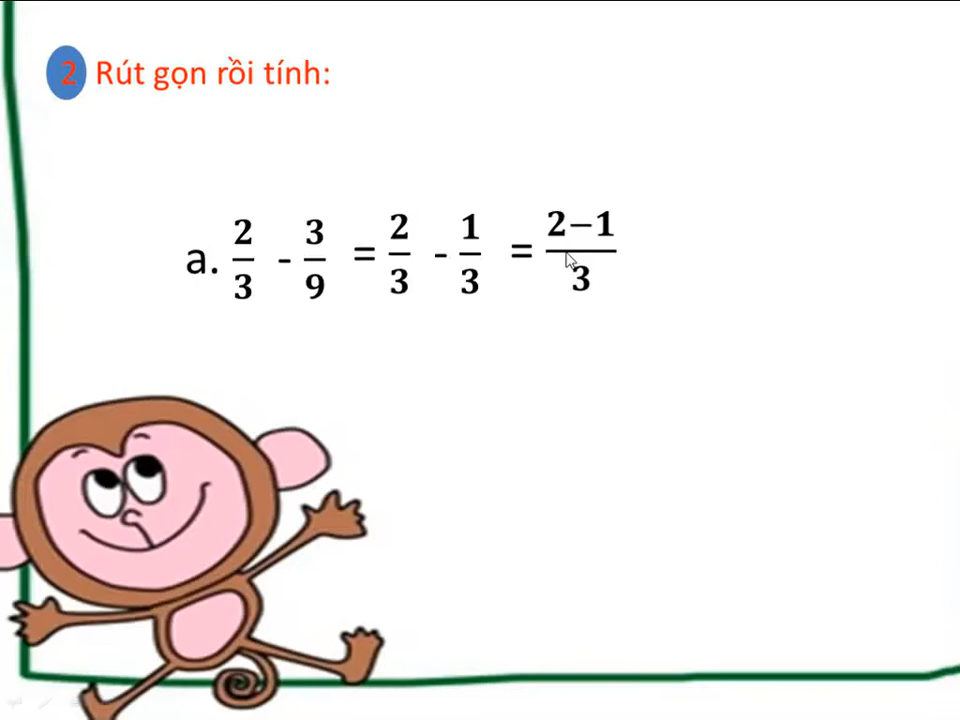 2 Rút gọn rồi tính:
a. 2/3 - 3/9 = 2/3 - 1/3 = 2−1/3